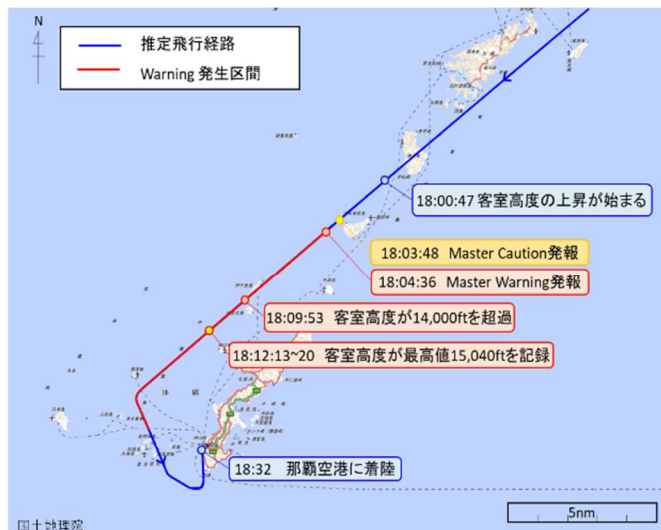 N
推定飛行経路
Warning 発生区間
18:00:47 客室高度の上昇が始まる
18:03:48 Master Caution発報
18:04:36 Master Warning発報
18:09:53 客室高度が14,000ftを超過
18:12:13~20 客室高度が最高値15,040ftを記録
沖縄
18:32 那覇空港に着陸
5nm
国土地理院